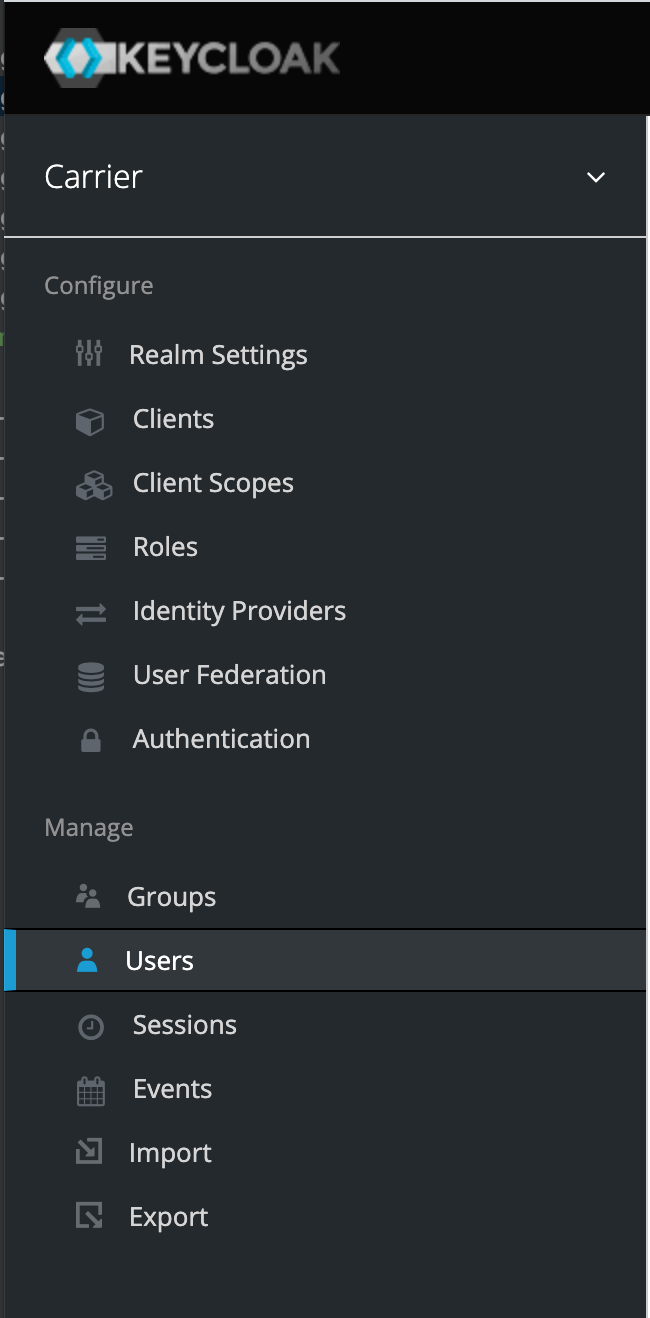 KEYCLOAK
Carrier
Configure
Realm Settings
Clients
Client Scopes
Roles
Identity Providers
User Federation
Authentication
Manage
Groups
Users
Sessions
Events
Import
Export